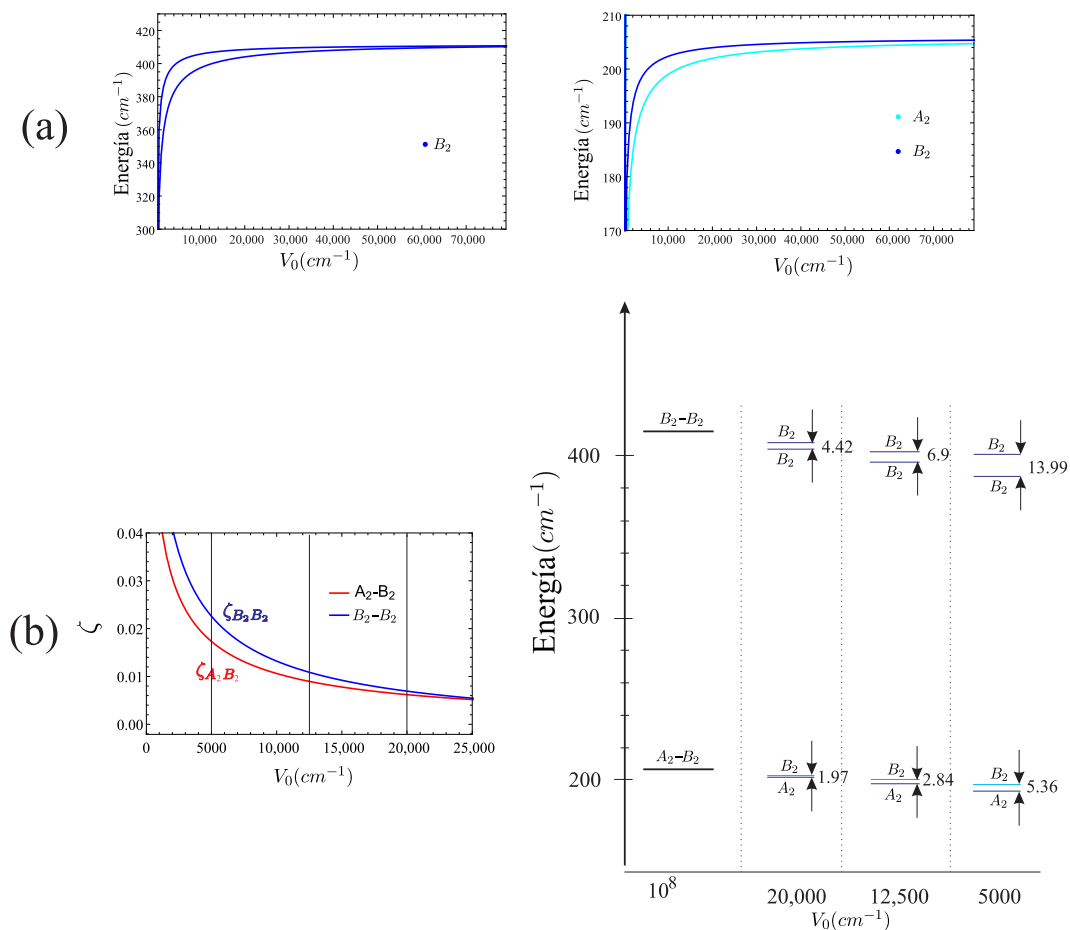 (a)
Energía (cm⁻¹)
410
400
390
380
370
360
350
340
330
320
310
300
B₂
10,000 20,000 30,000 40,000 50,000 60,000 70,000
V₀(cm⁻¹)
Energía (cm⁻¹)
210
200
190
180
170
A₂
B₂
10,000 20,000 30,000 40,000 50,000 60,000 70,000
V₀(cm⁻¹)
(b)
ζ
0.04
0.03
0.02
0.01
0.00
A₂-B₂
B₂-B₂
ζB₂B₂
ζA₂B₂
0 5000 10,000 15,000 20,000 25,000
V₀(cm⁻¹)
Energía (cm⁻¹)
400
300
200
B₂-B₂
B₂
B₂
4.42
B₂
B₂
6.9
B₂
B₂
13.99
A₂-B₂
B₂
A₂
1.97
B₂
A₂
2.84
B₂
A₂
5.36
10⁸ 20,000 12,500 5000
V₀(cm⁻¹)